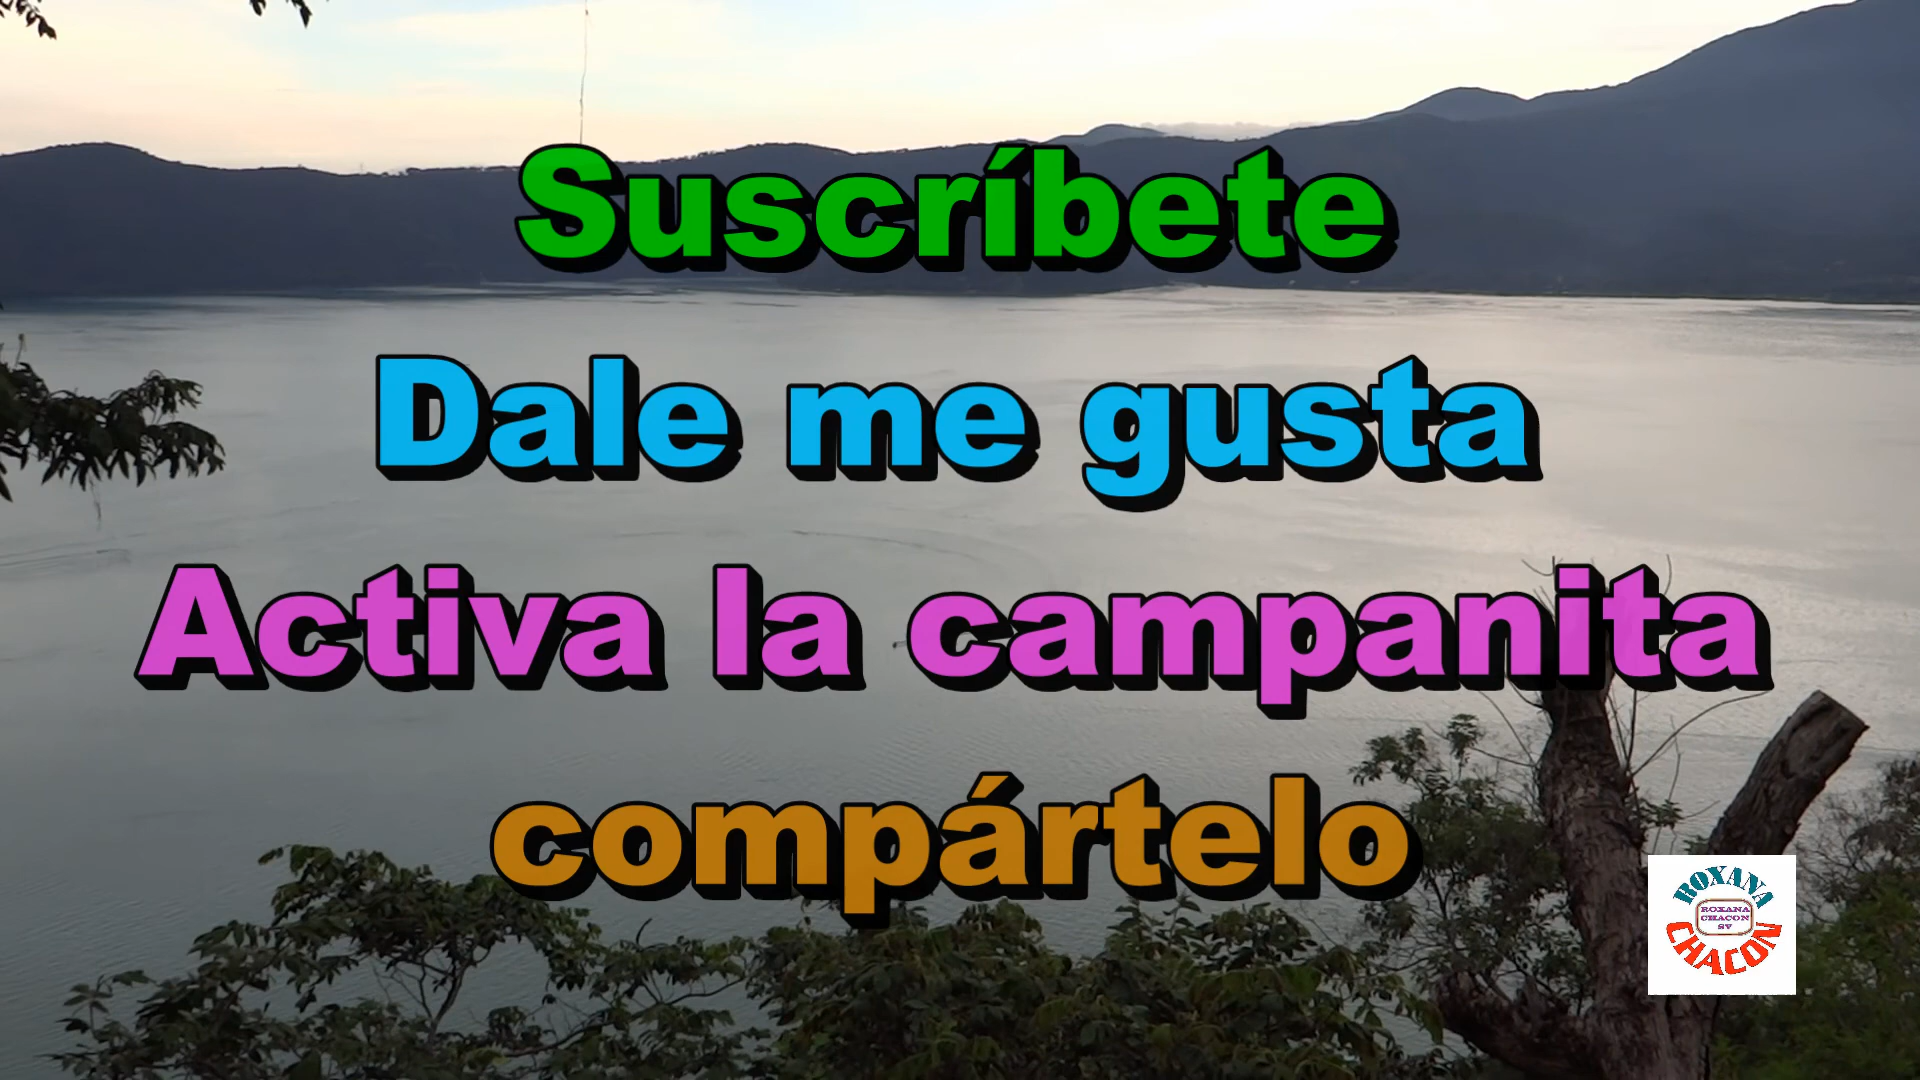 Suscríbete
Dale me gusta
Activa la campanita
compártelo
ROXANA
ROXANA
CHACON
SV
CHACON